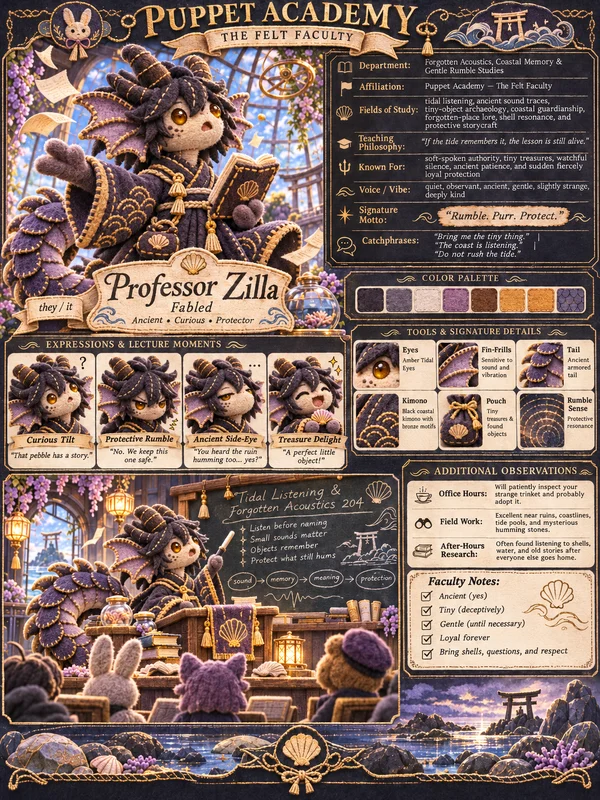 PUPPET ACADEMY
THE FELT FACULTY
Department:
Forgotten Acoustics, Coastal Memory &
Gentle Rumble Studies
Affiliation:
Puppet Academy — The Felt Faculty
Fields of Study:
tidal listening, ancient sound traces,
tiny-object archaeology, coastal guardianship,
forgotten-place lore, shell resonance, and
protective storycraft
Teaching
Philosophy:
"If the tide remembers it, the lesson is still alive."
Known For:
soft-spoken authority, tiny treasures, watchful
silence, ancient patience, and sudden fiercely
loyal protection
Voice / Vibe:
quiet, observant, ancient, gentle, slightly strange,
deeply kind
Signature
Motto:
"Rumble. Purr. Protect."
Catchphrases:
"Bring me the tiny thing."
"The coast is listening."
"Do not rush the tide."
they / it
Professor Zilla
Fabled
Ancient • Curious • Protector
COLOR PALETTE
TOOLS & SIGNATURE DETAILS
Eyes
Amber Tidal
Eyes
Fin-Frills
Sensitive to
sound and
vibration
Tail
Ancient
armored
tail
Kimono
Black coastal
kimono with
bronze motifs
Pouch
Tiny
treasures &
found
objects
Rumble
Sense
Protective
resonance
EXPRESSIONS & LECTURE MOMENTS
?
Curious Tilt
"That pebble has a story."
Protective Rumble
"No. We keep this
one safe."
...
Ancient Side-Eye
"You heard the ruin
humming too... yes?"
Treasure Delight
"A perfect little
object!"
Tidal Listening &
Forgotten Acoustics 204
Listen before naming
Small sounds matter
Objects remember
Protect what still hums
sound → memory → meaning → protection
ADDITIONAL OBSERVATIONS
Office Hours:
Will patiently inspect your
strange trinket and probably
adopt it.
Field Work:
Excellent near ruins, coastlines,
tide pools, and mysterious
humming stones.
After-Hours
Research:
Often found listening to shells,
water, and old stories after
everyone else goes home.
Faculty Notes:
Ancient (yes)
Tiny (deceptively)
Gentle (until necessary)
Loyal forever
Bring shells, questions, and respect